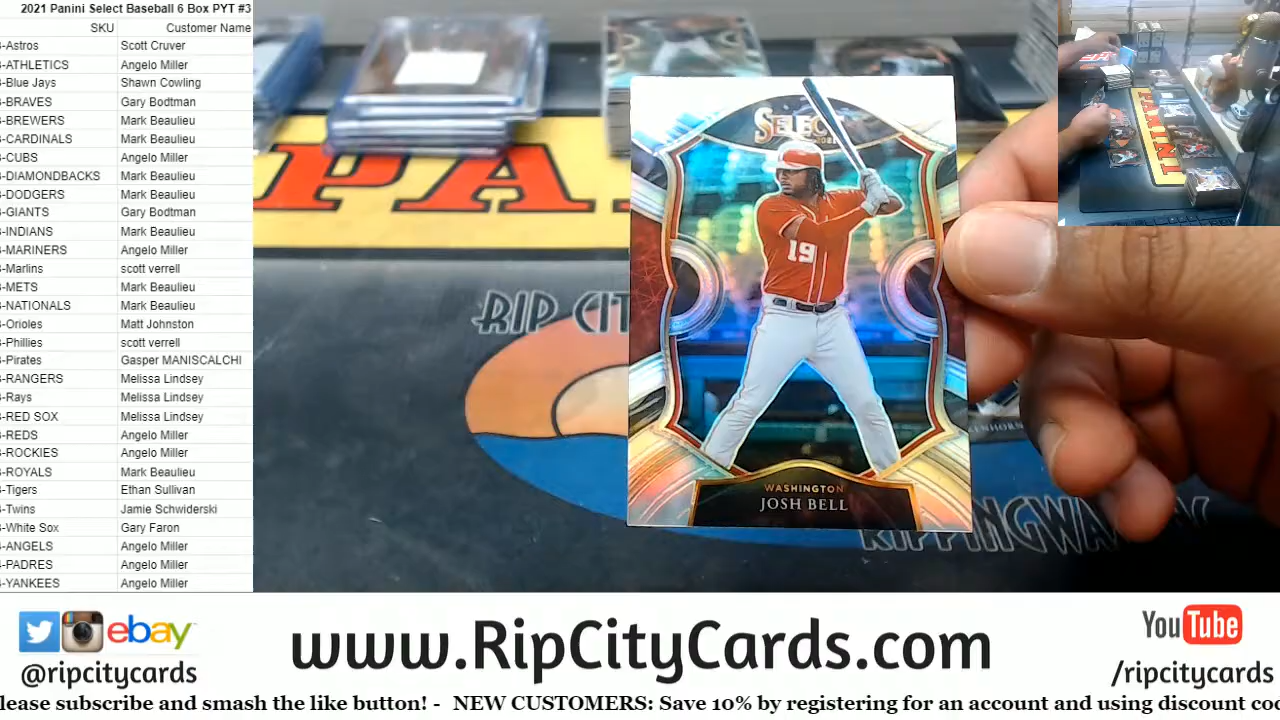 2021 Panini Select Baseball 6 Box PYT #3
SKU Customer Name
-Astros Scott Cruver
-ATHLETICS Angelo Miller
-Blue Jays Shawn Cowling
-BRAVES Gary Bodtman
-BREWERS Mark Beaulieu
-CARDINALS Mark Beaulieu
-CUBS Angelo Miller
-DIAMONDBACKS Mark Beaulieu
-DODGERS Mark Beaulieu
-GIANTS Gary Bodtman
-INDIANS Mark Beaulieu
-MARINERS Angelo Miller
-Marlins scott verrell
-METS Mark Beaulieu
-NATIONALS Mark Beaulieu
-Orioles Matt Johnston
-Phillies scott verrell
-Pirates Gasper MANISCALCHI
-RANGERS Melissa Lindsey
-Rays Melissa Lindsey
-RED SOX Melissa Lindsey
-REDS Angelo Miller
-ROCKIES Angelo Miller
-ROYALS Mark Beaulieu
-Tigers Ethan Sullivan
-Twins Jamie Schwiderski
-White Sox Gary Faron
-ANGELS Angelo Miller
-PADRES Angelo Miller
-YANKEES Angelo Miller
PA
RIP CIT
SELECT
19
WASHINGTON
JOSH BELL
RIPPINGWA
PANINI
ebay
@ripcitycards
www.RipCityCards.com
YouTube
/ripcitycards
lease subscribe and smash the like button! - NEW CUSTOMERS: Save 10% by registering for an account and using discount cod